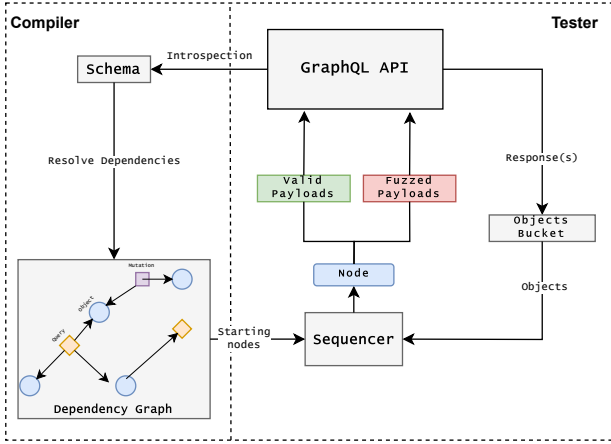 Compiler
Tester
Introspection
GraphQL API
Schema
Resolve Dependencies
Response(s)
Valid
Payloads
Fuzzed
Payloads
Objects
Bucket
Mutation
Node
Objects
Object
Query
Starting
nodes
Sequencer
Dependency Graph